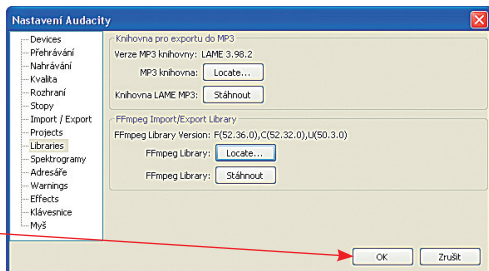 Nastavení Audacity
Devices
Přehrávání
Nahrávání
Kvalita
Rozhraní
Stopy
Import / Export
Projects
Libraries
Spektrogramy
Adresáře
Warnings
Effects
Klávesnice
Myš
Knihovna pro exportu do MP3
Verze MP3 knihovny: LAME 3.98.2
MP3 knihovna: Locate...
Knihovna LAME MP3: Stáhnout
FFmpeg Import/Export Library
FFmpeg Library Version: F(52.36.0),C(52.32.0),U(50.3.0)
FFmpeg Library: Locate...
FFmpeg Library: Stáhnout
OK Zrušit